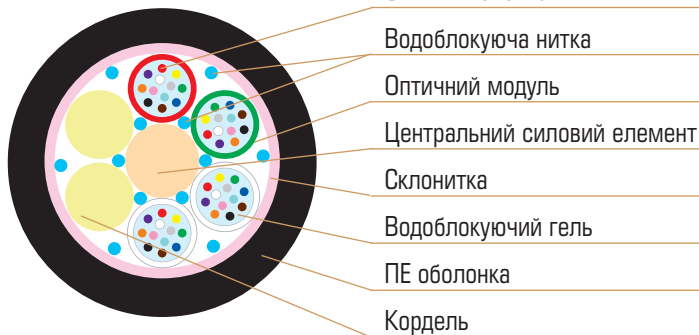 Водоблокуюча нитка
Оптичний модуль
Центральний силовий елемент
Склонитка
Водоблокуючий гель
ПЕ оболонка
Кордель